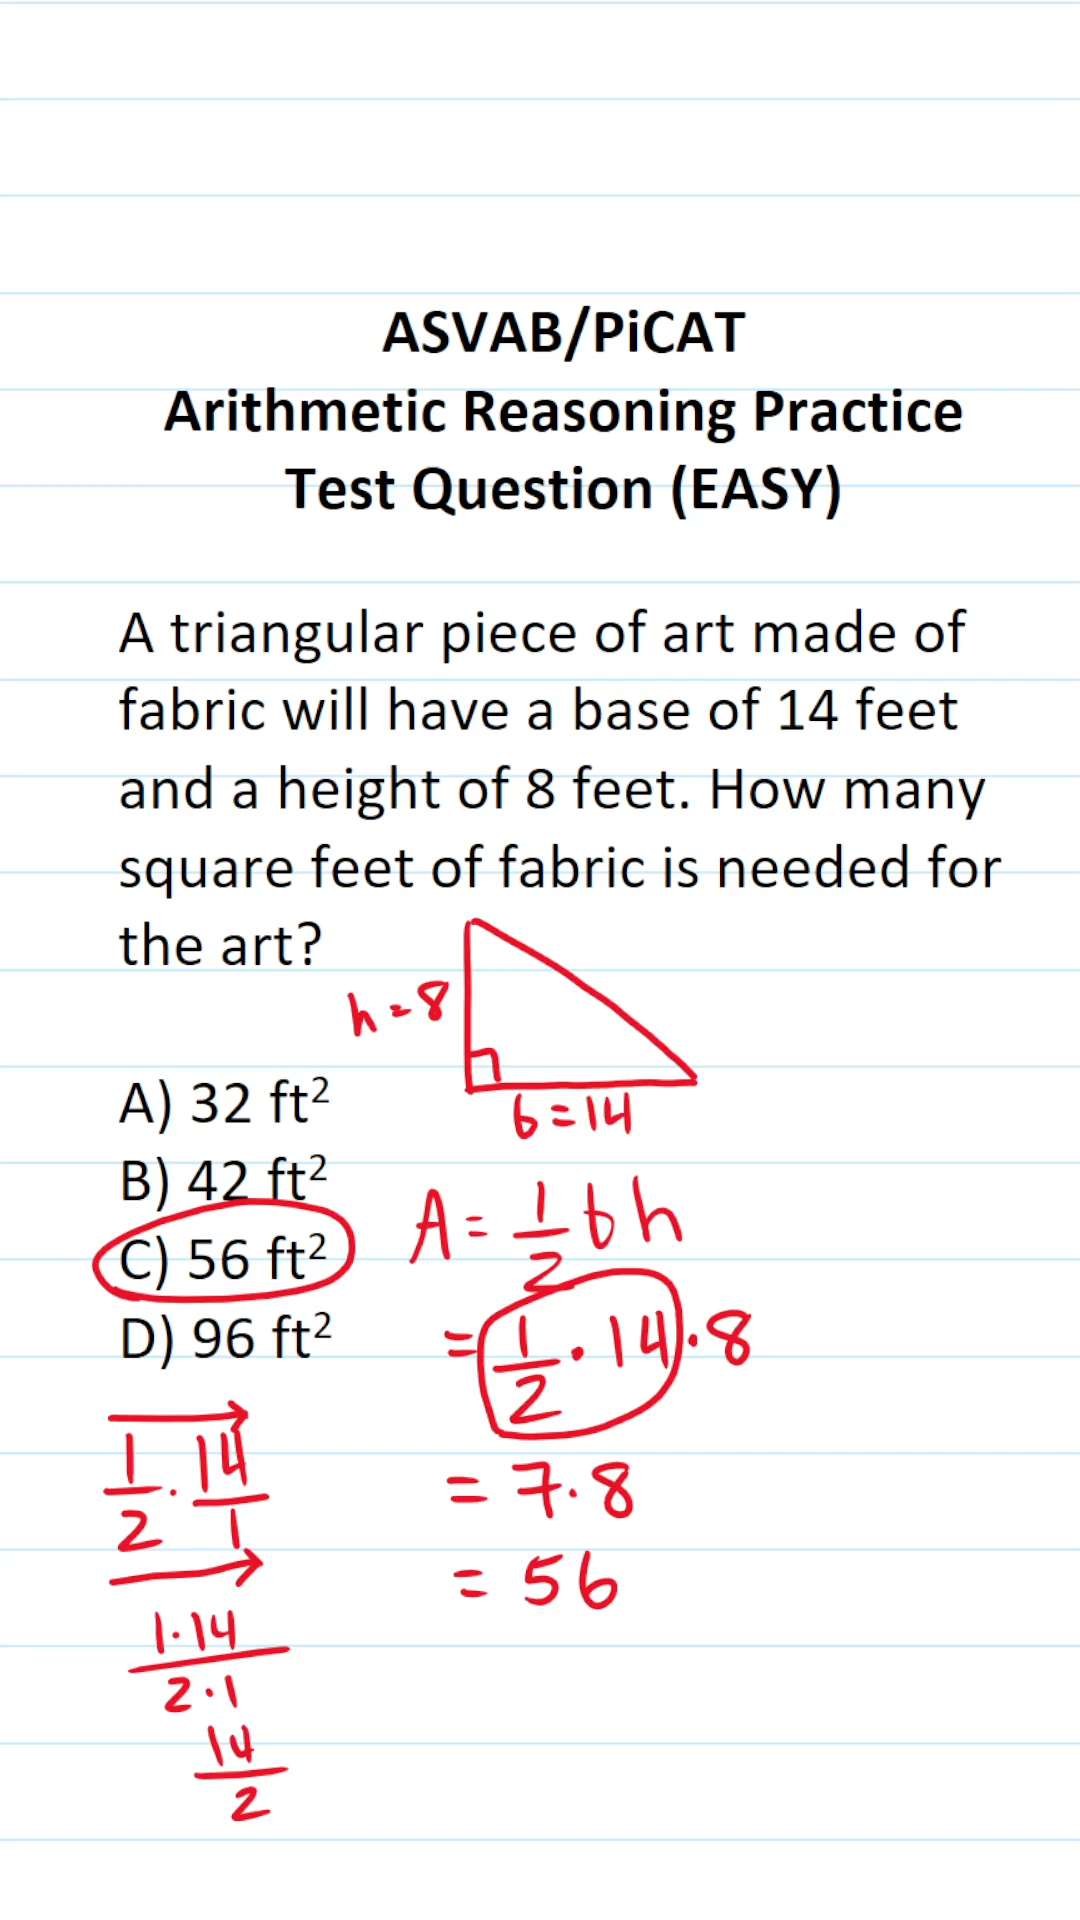 ASVAB/PiCAT
Arithmetic Reasoning Practice
Test Question (EASY)
A triangular piece of art made of
fabric will have a base of 14 feet
and a height of 8 feet. How many
square feet of fabric is needed for
the art?
h=8
b=14
A) 32 ft²
B) 42 ft²
C) 56 ft²
D) 96 ft²
A = 1/2 b h
= 1/2 · 14 · 8
= 7·8
= 56
1/2 · 14/1
1·14
2·1
14
2